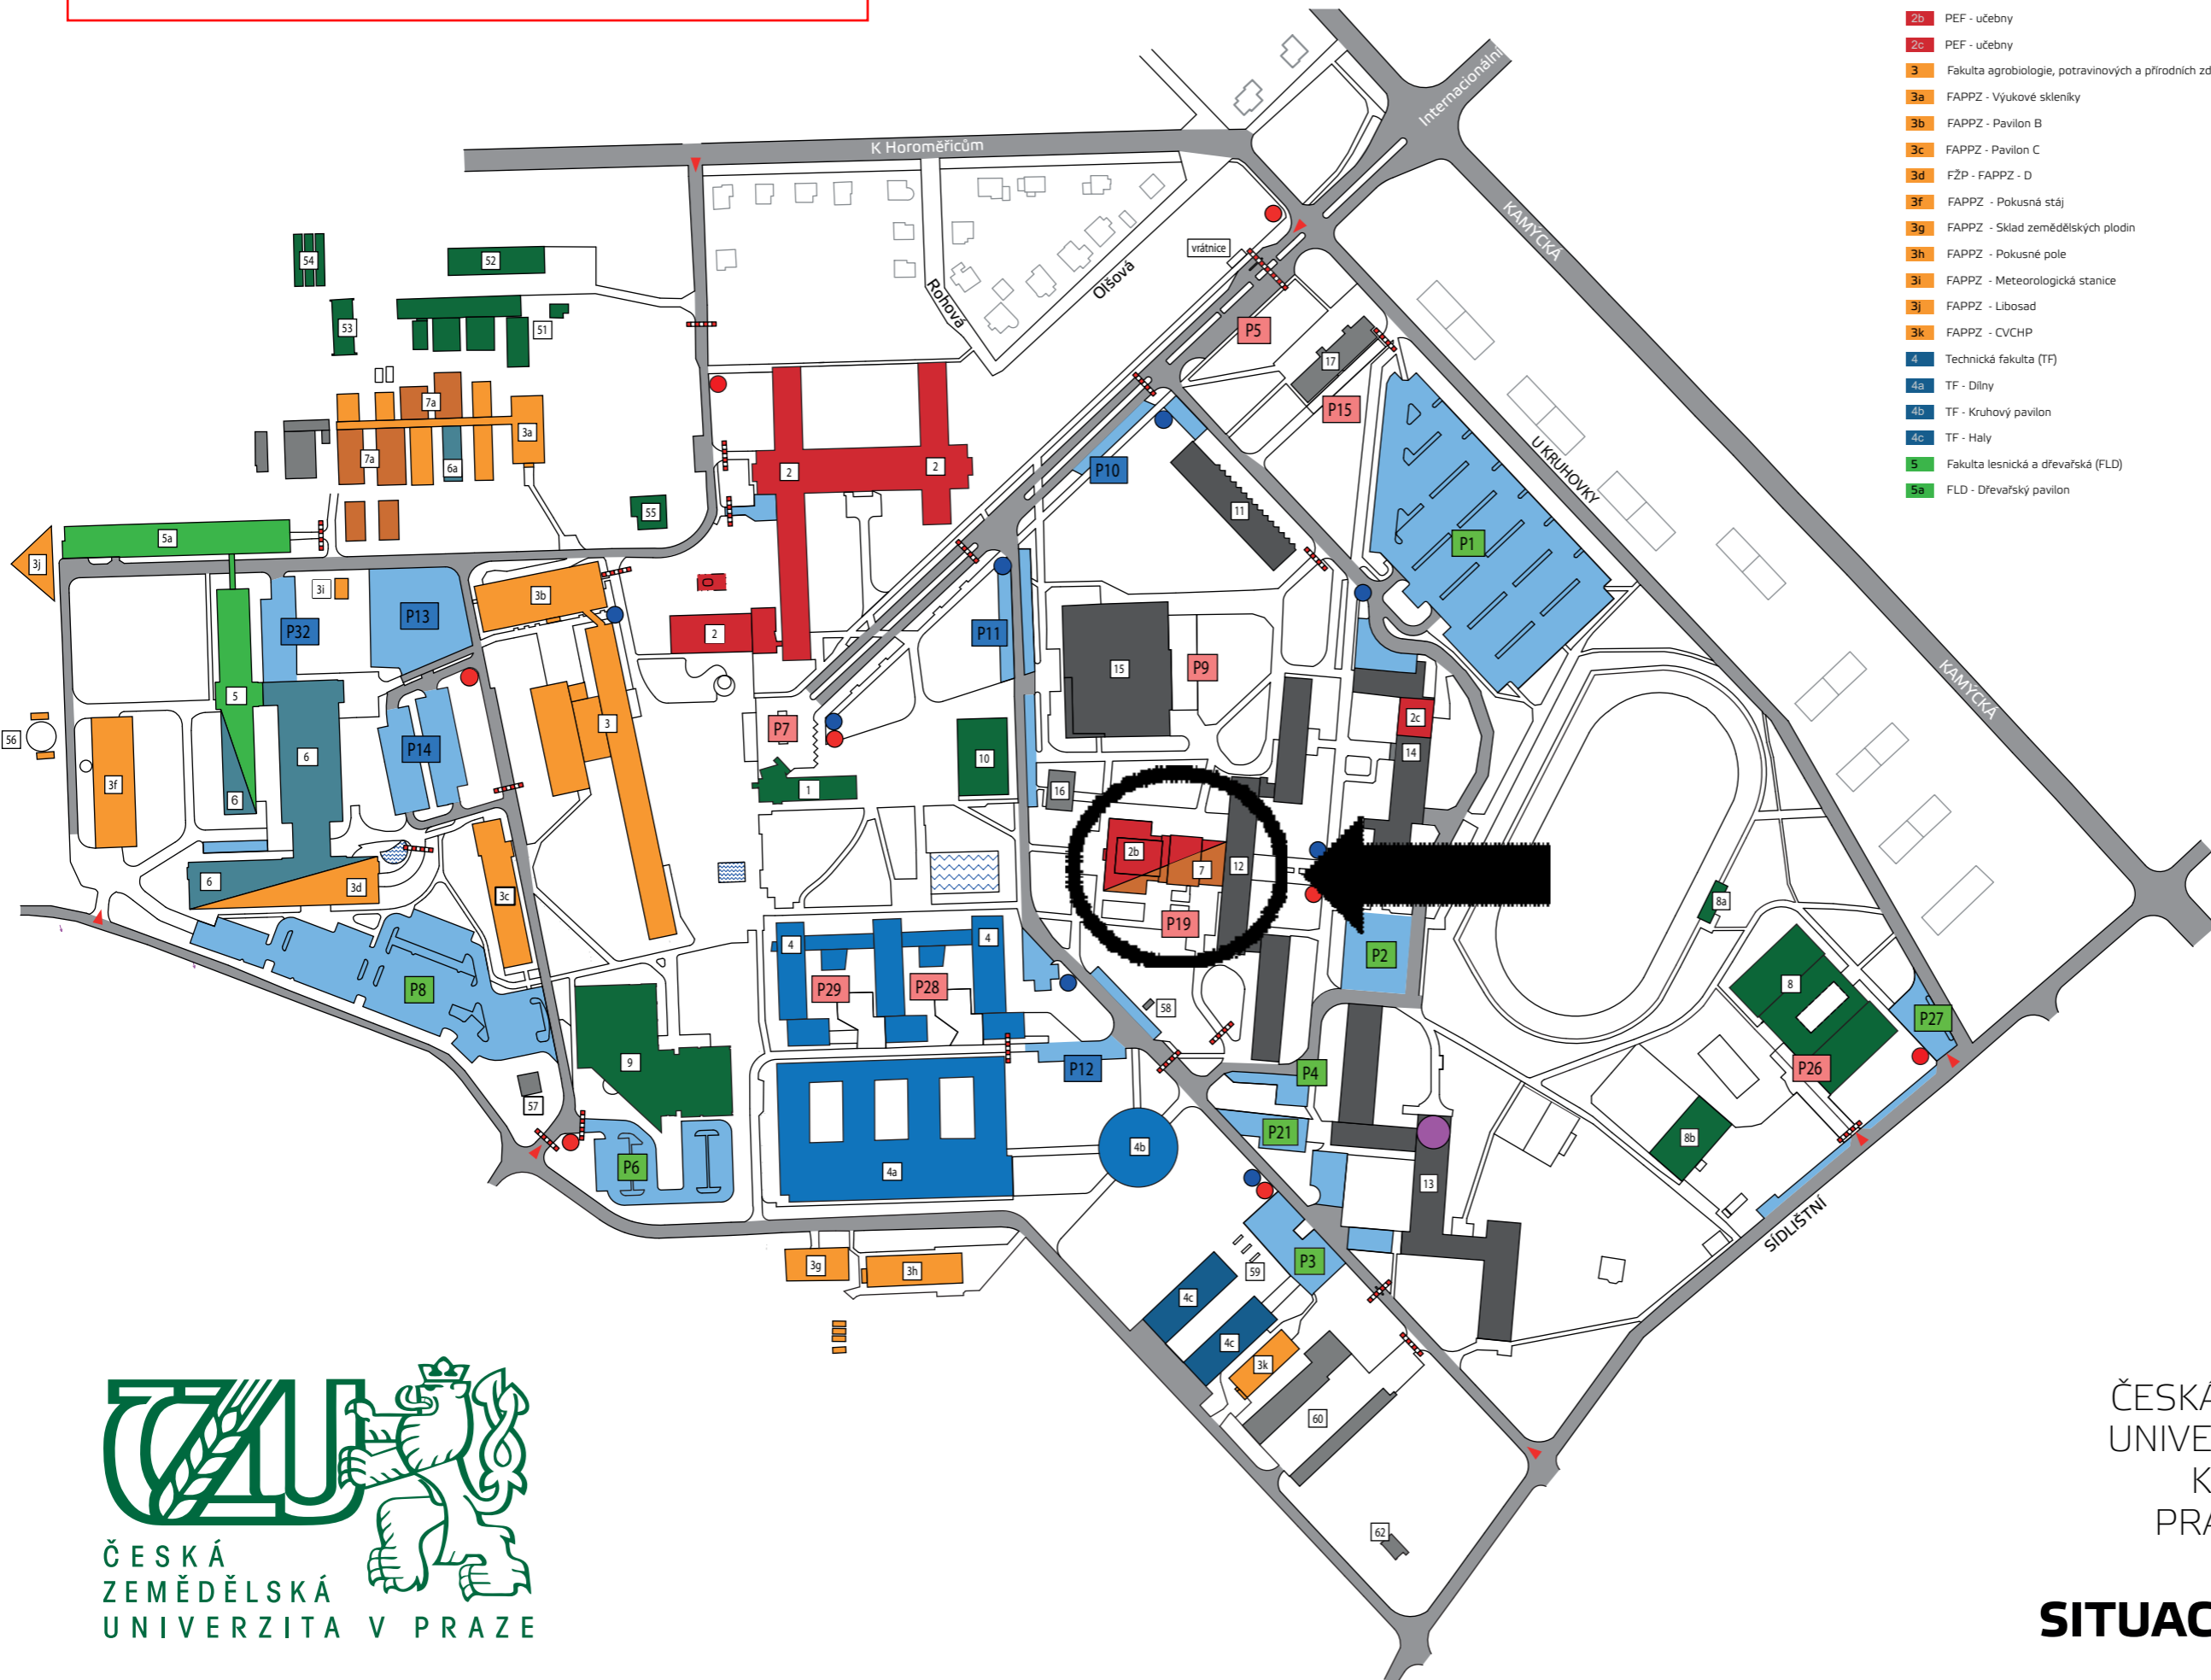 2b PEF - učebny
2c PEF - učebny
3 Fakulta agrobiologie, potravinových a přírodních zd
3a FAPPZ - Výukové skleníky
3b FAPPZ - Pavilon B
3c FAPPZ - Pavilon C
3d FŽP - FAPPZ - D
3f FAPPZ - Pokusná stáj
3g FAPPZ - Sklad zemědělských plodin
3h FAPPZ - Pokusné pole
3i FAPPZ - Meteorologická stanice
3j FAPPZ - Libosad
3k FAPPZ - CVCHP
4 Technická fakulta (TF)
4a TF - Dílny
4b TF - Kruhový pavilon
4c TF - Haly
5 Fakulta lesnická a dřevařská (FLD)
5a FLD - Dřevařský pavilon
Internacionální
K Horoměřicům
KAMÝCKÁ
vrátnice
Olšová
Rohová
54
52
53
51
P5
17
P15
7a
3a
7a
6a
2
2
P10
U KRUHOVKY
11
55
P1
5a
3j
3i
3b
P32
P13
2
P11
15
P9
KAMÝCKÁ
5
3
P7
2c
56
P14
6
10
14
3f
6
1
16
2b
7
12
6
3d
3c
8a
P19
4
4
P2
P8
P29
P28
58
8
P27
9
P12
P4
P26
57
P21
8b
4b
P6
4a
13
SÍDLIŠTNÍ
3g
3h
59
P3
4c
4c
3k
60
62
ČZU
ČESKÁ
ZEMĚDĚLSKÁ
UNIVERZITA V PRAZE
ČESKÁ
UNIVE
K
PRA
SITUAC